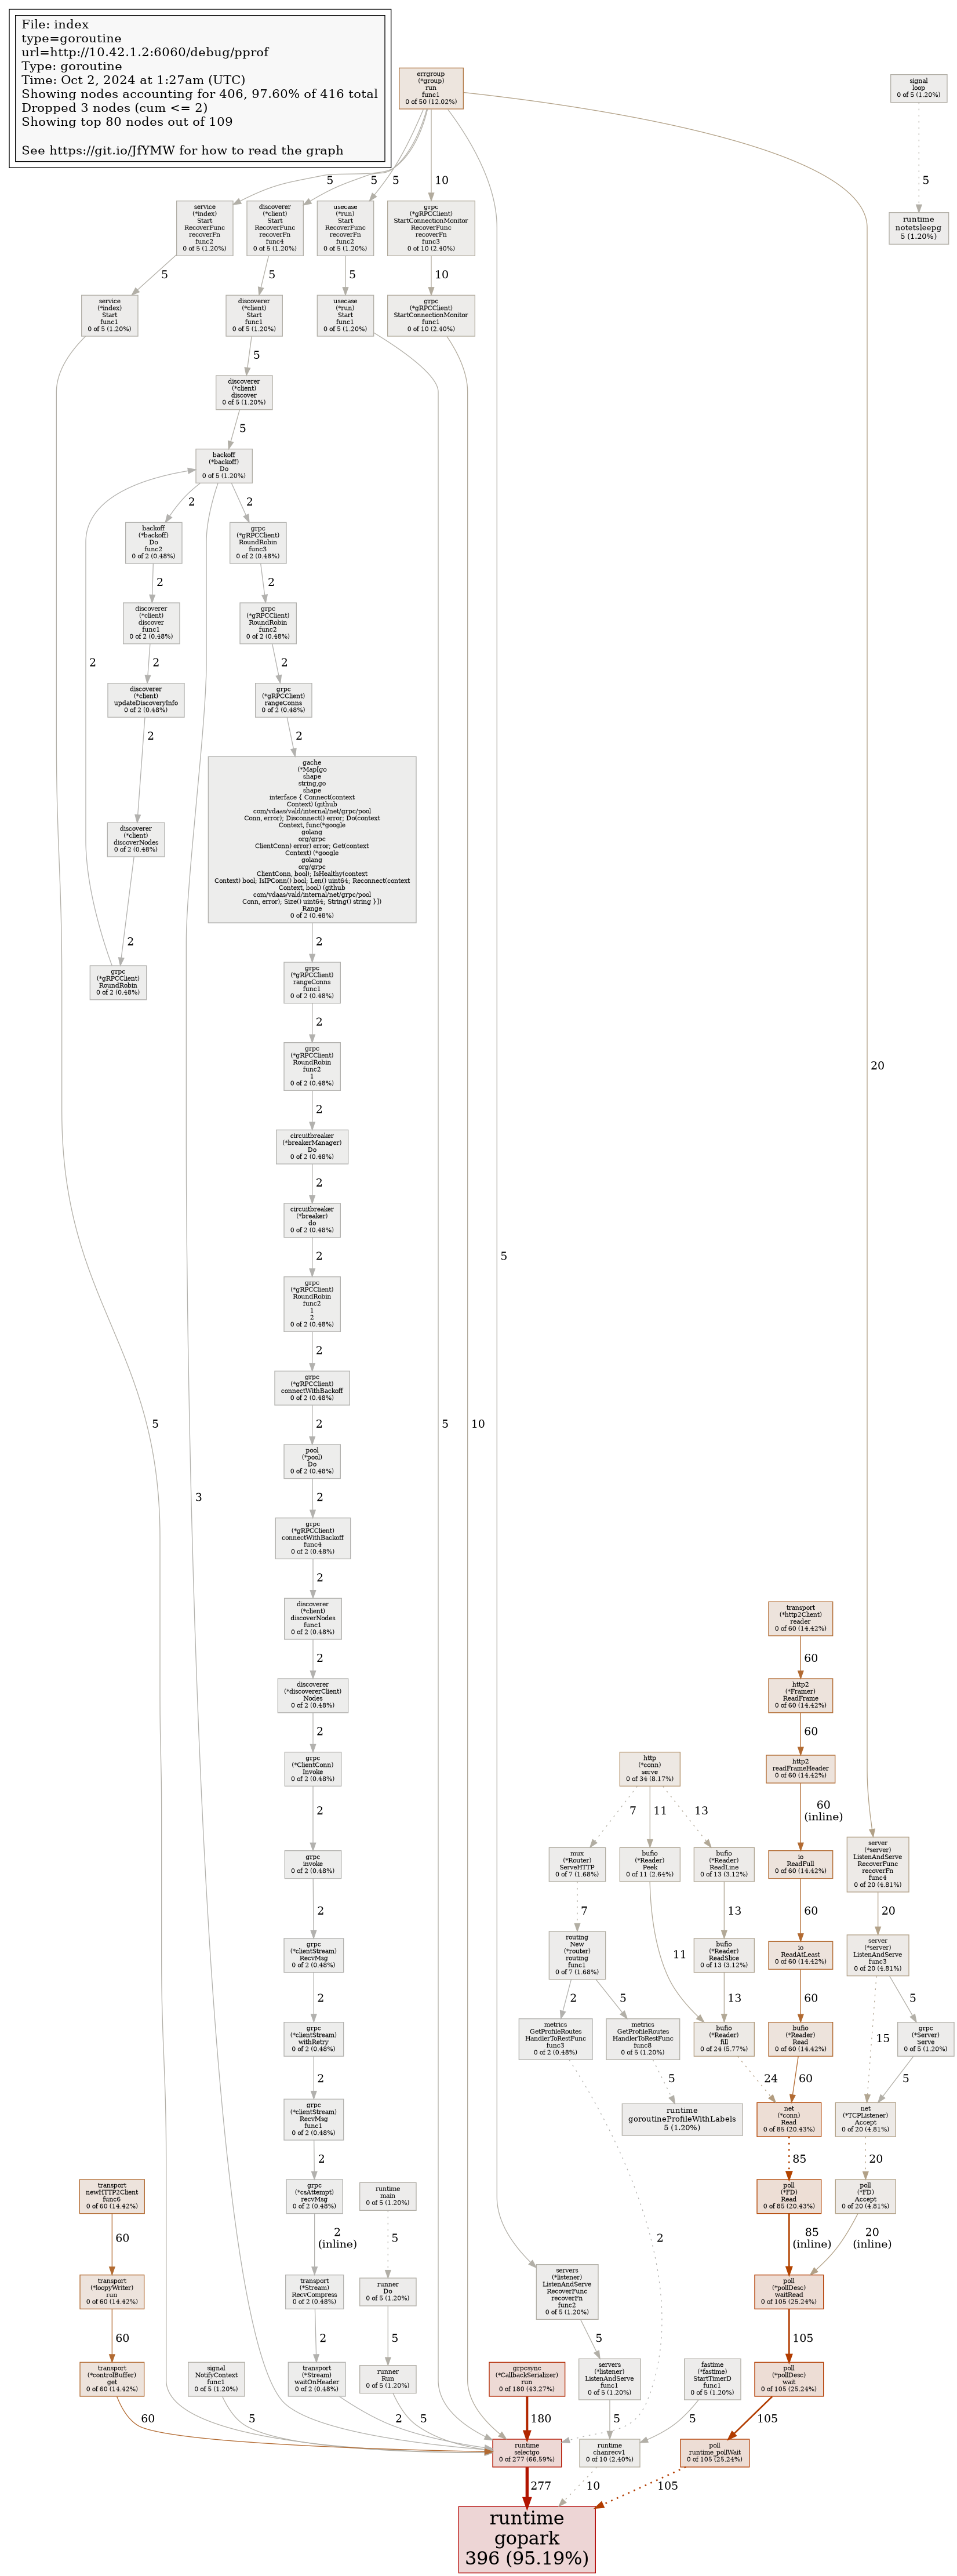 File: index
type=goroutine
url=http://10.42.1.2:6060/debug/pprof
Type: goroutine
Time: Oct 2, 2024 at 1:27am (UTC)
Showing nodes accounting for 406, 97.60% of 416 total
Dropped 3 nodes (cum <= 2)
Showing top 80 nodes out of 109
See https://git.io/JfYMW for how to read the graph
errgroup
(*group)
run
func1
0 of 50 (12.02%)
signal
loop
0 of 5 (1.20%)
5
5
5
10
5
service
(*index)
Start
RecoverFunc
recoverFn
func2
0 of 5 (1.20%)
discoverer
(*client)
Start
RecoverFunc
recoverFn
func4
0 of 5 (1.20%)
usecase
(*run)
Start
RecoverFunc
recoverFn
func2
0 of 5 (1.20%)
grpc
(*gRPCClient)
StartConnectionMonitor
RecoverFunc
recoverFn
func3
0 of 10 (2.40%)
runtime
notetsleepg
5 (1.20%)
5
5
5
10
service
(*index)
Start
func1
0 of 5 (1.20%)
discoverer
(*client)
Start
func1
0 of 5 (1.20%)
usecase
(*run)
Start
func1
0 of 5 (1.20%)
grpc
(*gRPCClient)
StartConnectionMonitor
func1
0 of 10 (2.40%)
5
discoverer
(*client)
discover
0 of 5 (1.20%)
5
backoff
(*backoff)
Do
0 of 5 (1.20%)
2
2
backoff
(*backoff)
Do
func2
0 of 2 (0.48%)
grpc
(*gRPCClient)
RoundRobin
func3
0 of 2 (0.48%)
2
2
discoverer
(*client)
discover
func1
0 of 2 (0.48%)
grpc
(*gRPCClient)
RoundRobin
func2
0 of 2 (0.48%)
2
2
2
discoverer
(*client)
updateDiscoveryInfo
0 of 2 (0.48%)
grpc
(*gRPCClient)
rangeConns
0 of 2 (0.48%)
2
2
gache
(*Map[go
shape
string,go
shape
interface { Connect(context
Context) (github
com/vdaas/vald/internal/net/grpc/pool
Conn, error); Disconnect() error; Do(context
Context, func(*google
golang
org/grpc
ClientConn) error) error; Get(context
Context) (*google
golang
org/grpc
ClientConn, bool); IsHealthy(context
Context) bool; IsIPConn() bool; Len() uint64; Reconnect(context
Context, bool) (github
com/vdaas/vald/internal/net/grpc/pool
Conn, error); Size() uint64; String() string }])
Range
0 of 2 (0.48%)
discoverer
(*client)
discoverNodes
0 of 2 (0.48%)
2
2
grpc
(*gRPCClient)
RoundRobin
0 of 2 (0.48%)
grpc
(*gRPCClient)
rangeConns
func1
0 of 2 (0.48%)
2
grpc
(*gRPCClient)
RoundRobin
func2
1
0 of 2 (0.48%)
20
2
circuitbreaker
(*breakerManager)
Do
0 of 2 (0.48%)
2
circuitbreaker
(*breaker)
do
0 of 2 (0.48%)
2
5
grpc
(*gRPCClient)
RoundRobin
func2
1
2
0 of 2 (0.48%)
2
grpc
(*gRPCClient)
connectWithBackoff
0 of 2 (0.48%)
5
2
5
10
pool
(*pool)
Do
0 of 2 (0.48%)
3
2
grpc
(*gRPCClient)
connectWithBackoff
func4
0 of 2 (0.48%)
2
discoverer
(*client)
discoverNodes
func1
0 of 2 (0.48%)
transport
(*http2Client)
reader
0 of 60 (14.42%)
2
60
discoverer
(*discovererClient)
Nodes
0 of 2 (0.48%)
http2
(*Framer)
ReadFrame
0 of 60 (14.42%)
2
60
grpc
(*ClientConn)
Invoke
0 of 2 (0.48%)
http
(*conn)
serve
0 of 34 (8.17%)
http2
readFrameHeader
0 of 60 (14.42%)
2
7
11
13
60
(inline)
grpc
invoke
0 of 2 (0.48%)
mux
(*Router)
ServeHTTP
0 of 7 (1.68%)
bufio
(*Reader)
Peek
0 of 11 (2.64%)
bufio
(*Reader)
ReadLine
0 of 13 (3.12%)
io
ReadFull
0 of 60 (14.42%)
server
(*server)
ListenAndServe
RecoverFunc
recoverFn
func4
0 of 20 (4.81%)
2
7
13
60
20
grpc
(*clientStream)
RecvMsg
0 of 2 (0.48%)
routing
New
(*router)
routing
func1
0 of 7 (1.68%)
11
bufio
(*Reader)
ReadSlice
0 of 13 (3.12%)
io
ReadAtLeast
0 of 60 (14.42%)
server
(*server)
ListenAndServe
func3
0 of 20 (4.81%)
2
2
5
13
60
5
grpc
(*clientStream)
withRetry
0 of 2 (0.48%)
metrics
GetProfileRoutes
HandlerToRestFunc
func3
0 of 2 (0.48%)
metrics
GetProfileRoutes
HandlerToRestFunc
func8
0 of 5 (1.20%)
bufio
(*Reader)
fill
0 of 24 (5.77%)
bufio
(*Reader)
Read
0 of 60 (14.42%)
15
grpc
(*Server)
Serve
0 of 5 (1.20%)
2
5
24
60
5
grpc
(*clientStream)
RecvMsg
func1
0 of 2 (0.48%)
runtime
goroutineProfileWithLabels
5 (1.20%)
net
(*conn)
Read
0 of 85 (20.43%)
net
(*TCPListener)
Accept
0 of 20 (4.81%)
2
85
20
transport
newHTTP2Client
func6
0 of 60 (14.42%)
grpc
(*csAttempt)
recvMsg
0 of 2 (0.48%)
runtime
main
0 of 5 (1.20%)
poll
(*FD)
Read
0 of 85 (20.43%)
poll
(*FD)
Accept
0 of 20 (4.81%)
60
2
(inline)
5
2
85
(inline)
20
(inline)
transport
(*loopyWriter)
run
0 of 60 (14.42%)
transport
(*Stream)
RecvCompress
0 of 2 (0.48%)
runner
Do
0 of 5 (1.20%)
servers
(*listener)
ListenAndServe
RecoverFunc
recoverFn
func2
0 of 5 (1.20%)
poll
(*pollDesc)
waitRead
0 of 105 (25.24%)
60
2
5
5
105
transport
(*controlBuffer)
get
0 of 60 (14.42%)
signal
NotifyContext
func1
0 of 5 (1.20%)
transport
(*Stream)
waitOnHeader
0 of 2 (0.48%)
runner
Run
0 of 5 (1.20%)
grpcsync
(*CallbackSerializer)
run
0 of 180 (43.27%)
servers
(*listener)
ListenAndServe
func1
0 of 5 (1.20%)
fastime
(*fastime)
StartTimerD
func1
0 of 5 (1.20%)
poll
(*pollDesc)
wait
0 of 105 (25.24%)
60
5
2
5
180
5
5
105
runtime
selectgo
0 of 277 (66.59%)
runtime
chanrecv1
0 of 10 (2.40%)
poll
runtime_pollWait
0 of 105 (25.24%)
277
10
105
runtime
gopark
396 (95.19%)